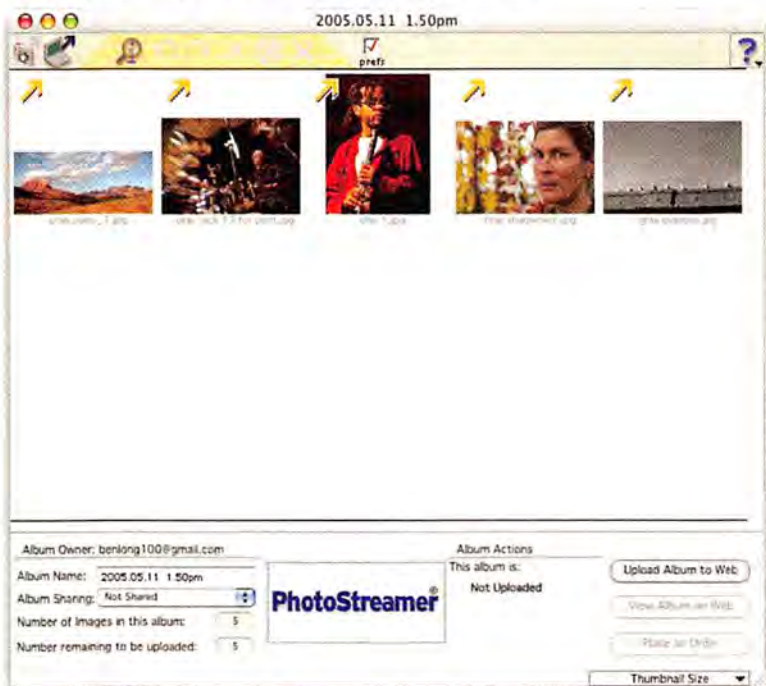 2005.05.11 1.50pm
prefs
?
Album Owner: benlong100@gmail.com
Album Name: 2005.05.11 1.50pm
Album Sharing: Not Shared
Number of Images in this album: 5
Number remaining to be uploaded: 5
PhotoStreamer®
Album Actions
This album is:
Not Uploaded
Upload Album to Web
View Album on Web
Place an Order
Thumbnail Size